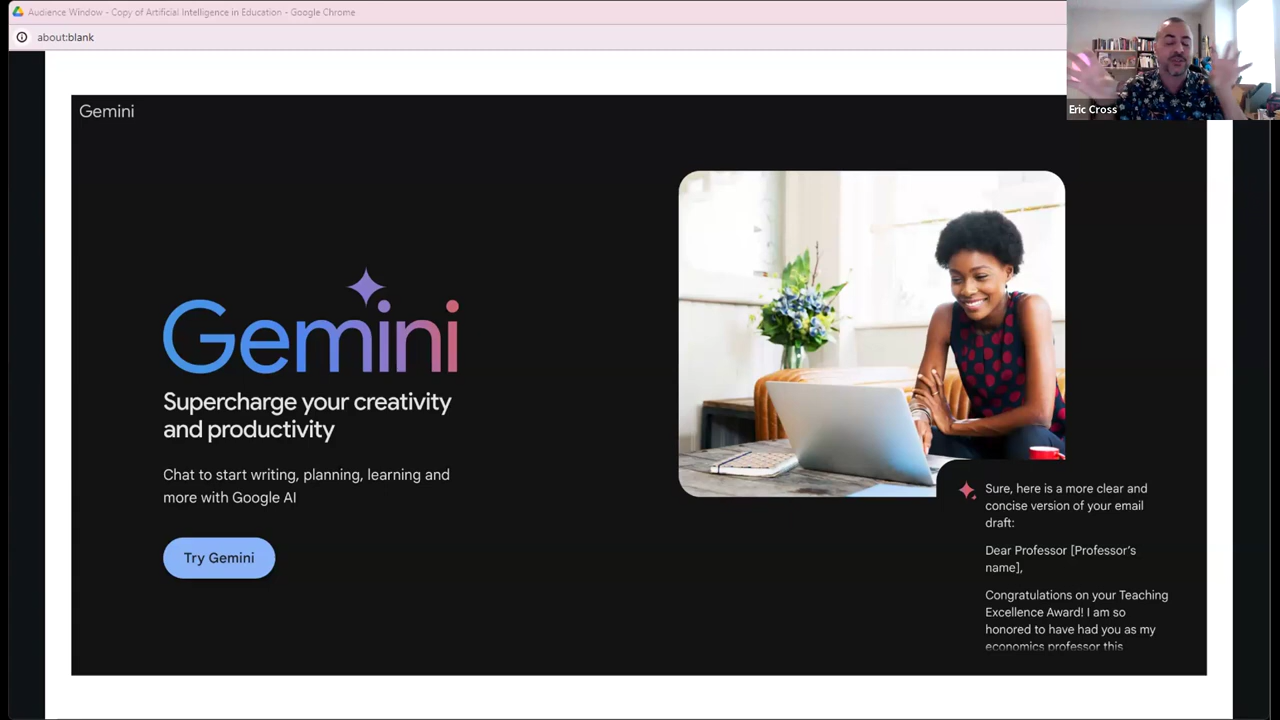 Audience Window - Copy of Artificial Intelligence in Education - Google Chrome
about:blank
Eric Cross
Gemini
Gemini
Supercharge your creativity
and productivity
Chat to start writing, planning, learning and
more with Google AI
Try Gemini
Sure, here is a more clear and
concise version of your email
draft:
Dear Professor [Professor's
name],
Congratulations on your Teaching
Excellence Award! I am so
honored to have had you as my
economics professor this